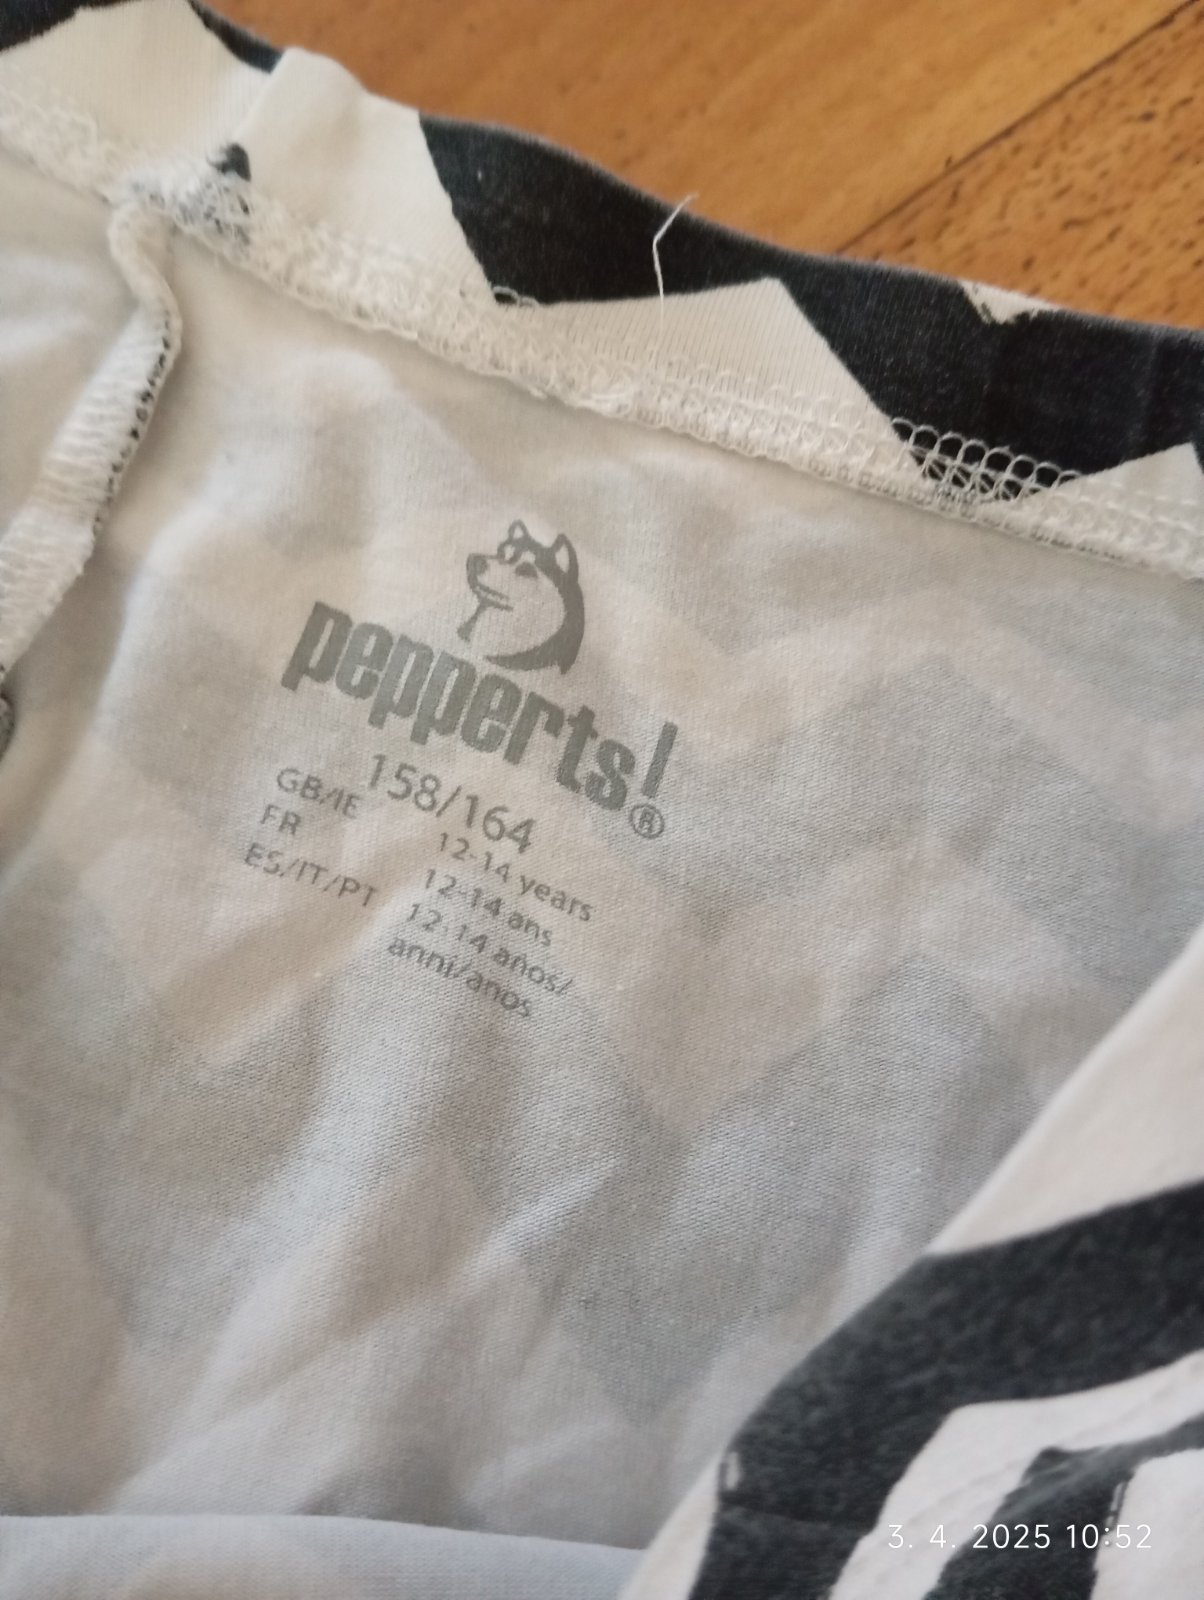 pepperts!®
158/164
GB/IE 12-14 years
FR 12-14 ans
ES/IT/PT 12-14 años/
anni/anos
3. 4. 2025 10:52